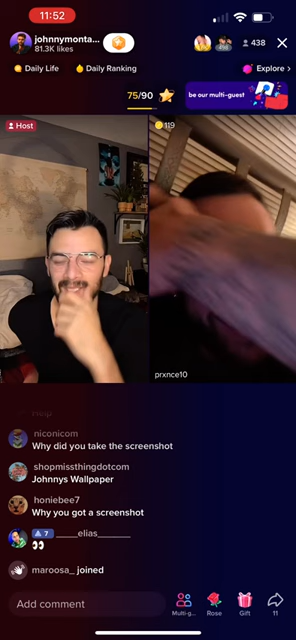 11:52
johnnymonta...
81.3K likes
438
Daily Life
Daily Ranking
Explore >
75/90
be our multi-guest
Host
119
prxnce10
niconicom
Why did you take the screenshot
shopmissthingdotcom
Johnnys Wallpaper
honiebee7
Why you got a screenshot
7 ____elias_______
👀
maroosa_ joined
Add comment
Multi-g...
Rose
Gift
11